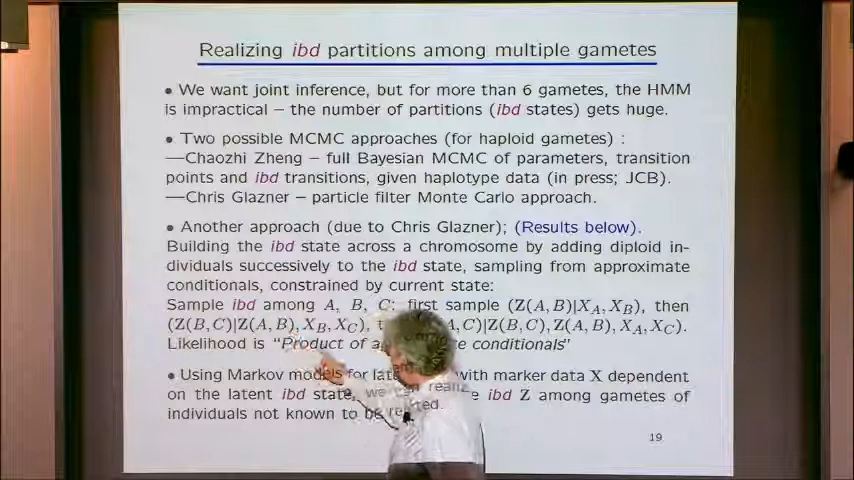 Realizing ibd partitions among multiple gametes
• We want joint inference, but for more than 6 gametes, the HMM
is impractical – the number of partitions (ibd states) gets huge.
• Two possible MCMC approaches (for haploid gametes) :
—Chaozhi Zheng – full Bayesian MCMC of parameters, transition
points and ibd transitions, given haplotype data (in press; JCB).
—Chris Glazner – particle filter Monte Carlo approach.
• Another approach (due to Chris Glazner); (Results below).
Building the ibd state across a chromosome by adding diploid in-
dividuals successively to the ibd state, sampling from approximate
conditionals, constrained by current state:
Sample ibd among A, B, C: first sample (Z(A, B)|X_A, X_B), then
(Z(B, C)|Z(A, B), X_B, X_C), A, C)|Z(B, C), Z(A, B), X_A, X_C).
Likelihood is "Product of conditionals"
• Using Markov models for with marker data X dependent
on the latent ibd state, we can realiz ibd Z among gametes of
individuals not known to be
19